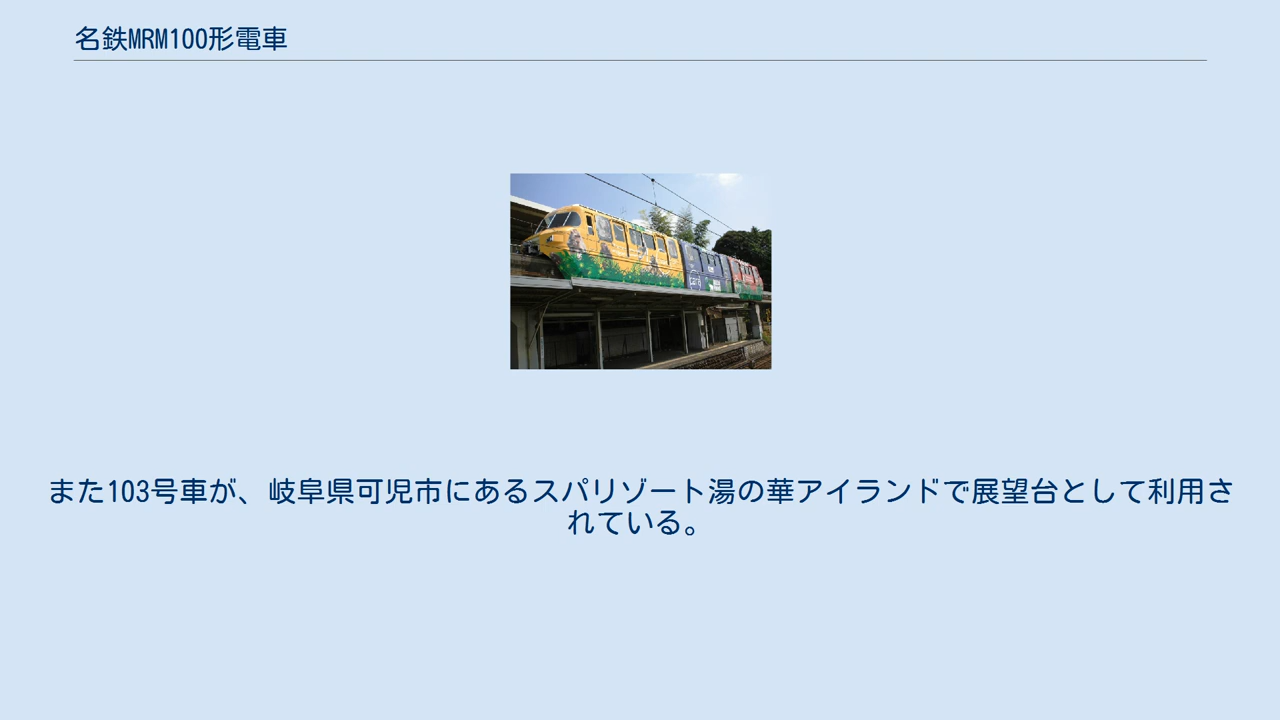 名鉄MRM100形電車
また103号車が、岐阜県可児市にあるスパリゾート湯の華アイランドで展望台として利用さ
れている。